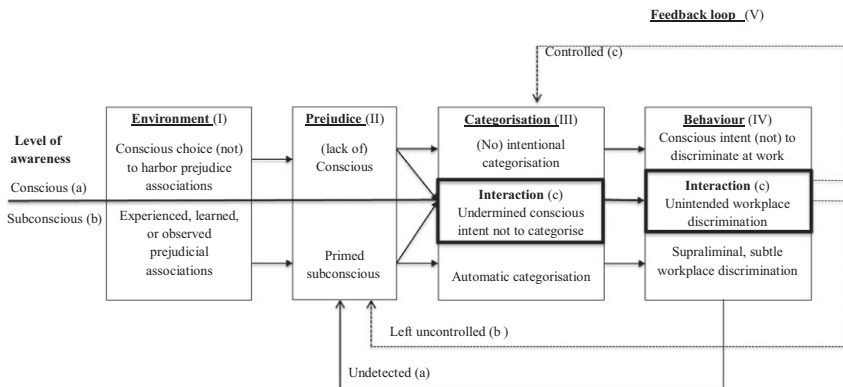 Feedback loop (V)
Controlled (c)
Level of
awareness
Conscious (a)
Subconscious (b)
Environment (I)
Conscious choice (not)
to harbor prejudice
associations
Experienced, learned,
or observed
prejudicial
associations
Prejudice (II)
(lack of)
Conscious
Primed
subconscious
Categorisation (III)
(No) intentional
categorisation
Interaction (c)
Undermined conscious
intent not to categorise
Automatic categorisation
Behaviour (IV)
Conscious intent (not) to
discriminate at work
Interaction (c)
Unintended workplace
discrimination
Supraliminal, subtle
workplace discrimination
Left uncontrolled (b )
Undetected (a)